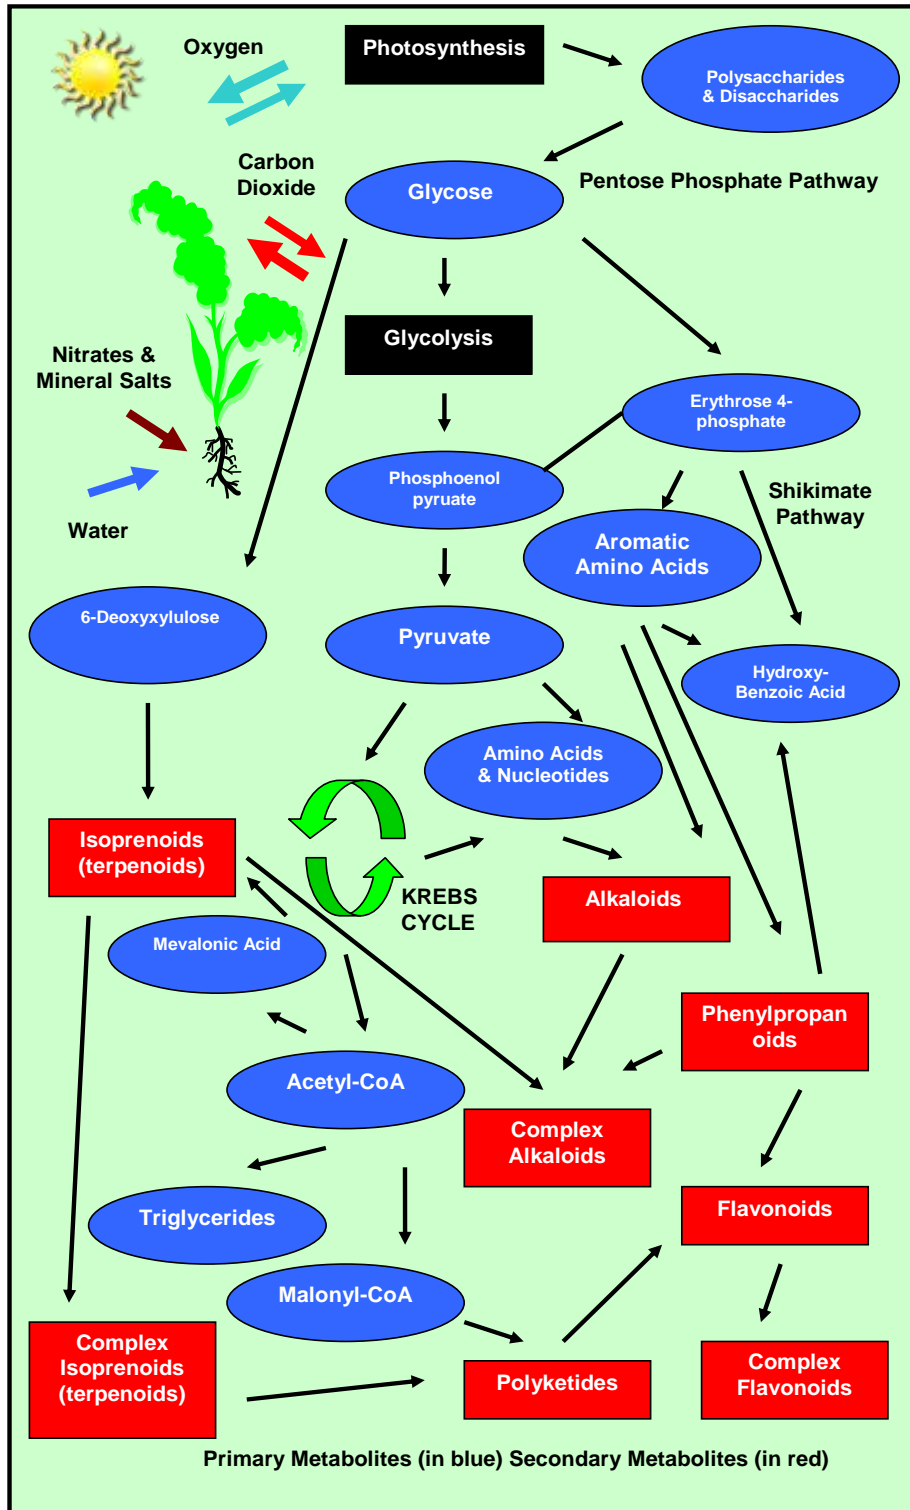 Oxygen
Photosynthesis
Polysaccharides
& Disaccharides
Carbon
Dioxide
Glycose
Pentose Phosphate Pathway
Glycolysis
Nitrates &
Mineral Salts
Erythrose 4-
phosphate
Phosphoenol
pyruate
Shikimate
Pathway
Water
Aromatic
Amino Acids
6-Deoxyxylulose
Pyruvate
Hydroxy-
Benzoic Acid
Amino Acids
& Nucleotides
Isoprenoids
(terpenoids)
KREBS
CYCLE
Alkaloids
Mevalonic Acid
Phenylpropan
oids
Acetyl-CoA
Complex
Alkaloids
Triglycerides
Flavonoids
Malonyl-CoA
Complex
Isoprenoids
(terpenoids)
Polyketides
Complex
Flavonoids
Primary Metabolites (in blue) Secondary Metabolites (in red)